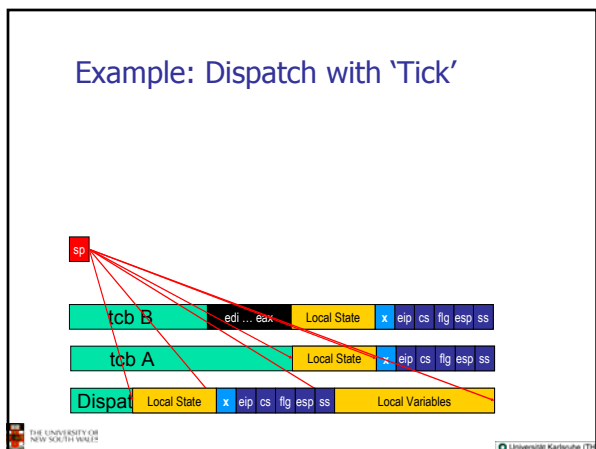 Example: Dispatch with ‘Tick’
sp
tcb B edi ... eax Local State x eip cs flg esp ss
tcb A Local State x eip cs flg esp ss
Dispat Local State x eip cs flg esp ss Local Variables
THE UNIVERSITY OF
NEW SOUTH WALES
Universität Karlsruhe (TH